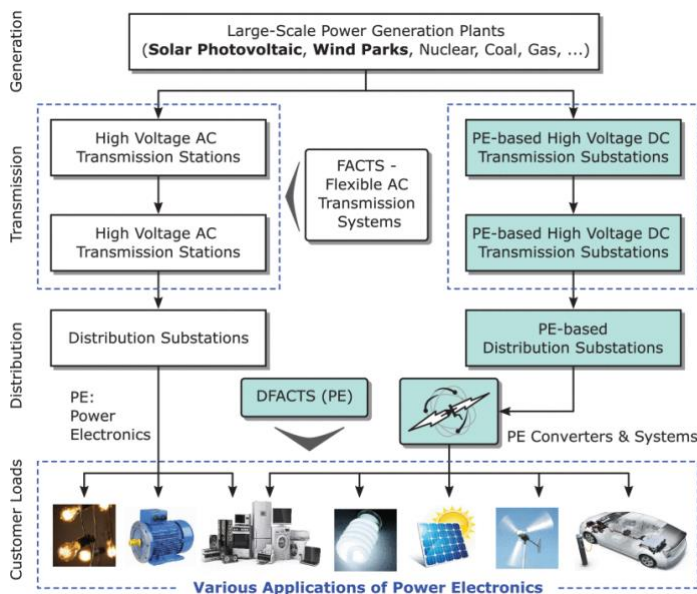 Generation
Large-Scale Power Generation Plants
(Solar Photovoltaic, Wind Parks, Nuclear, Coal, Gas, ...)
Transmission
High Voltage AC
Transmission Stations
FACTS -
Flexible AC
Transmission
Systems
PE-based High Voltage DC
Transmission Substations
High Voltage AC
Transmission Stations
PE-based High Voltage DC
Transmission Substations
Distribution
Distribution Substations
PE-based
Distribution Substations
PE:
Power
Electronics
DFACTS (PE)
PE Converters & Systems
Customer Loads
Various Applications of Power Electronics